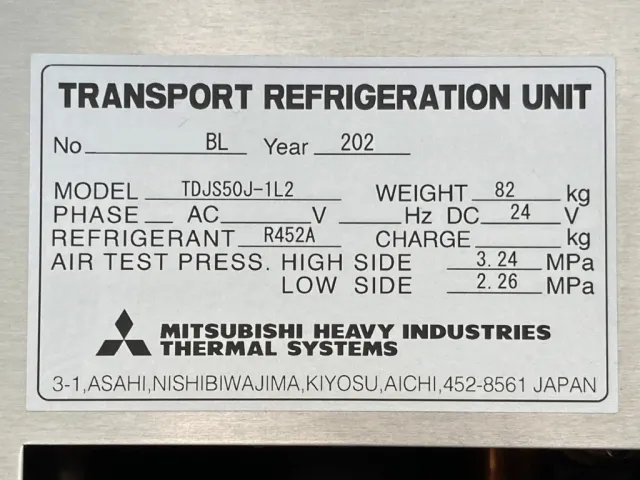 TRANSPORT REFRIGERATION UNIT
No BL Year 202
MODEL TDJS50J-1L2 WEIGHT 82 kg
PHASE AC V Hz DC 24 V
REFRIGERANT R452A CHARGE kg
AIR TEST PRESS. HIGH SIDE 3.24 MPa
LOW SIDE 2.26 MPa
MITSUBISHI HEAVY INDUSTRIES
THERMAL SYSTEMS
3-1,ASAHI,NISHIBIWAJIMA,KIYOSU,AICHI,452-8561 JAPAN